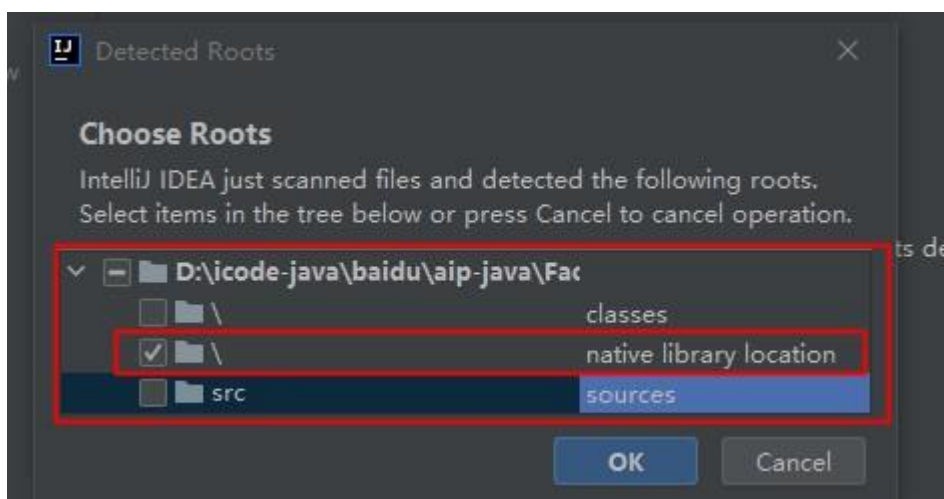 IJ Detected Roots
Choose Roots
IntelliJ IDEA just scanned files and detected the following roots.
Select items in the tree below or press Cancel to cancel operation.
D:\icode-java\baidu\aip-java\Fac
\ classes
\ native library location
src sources
OK Cancel